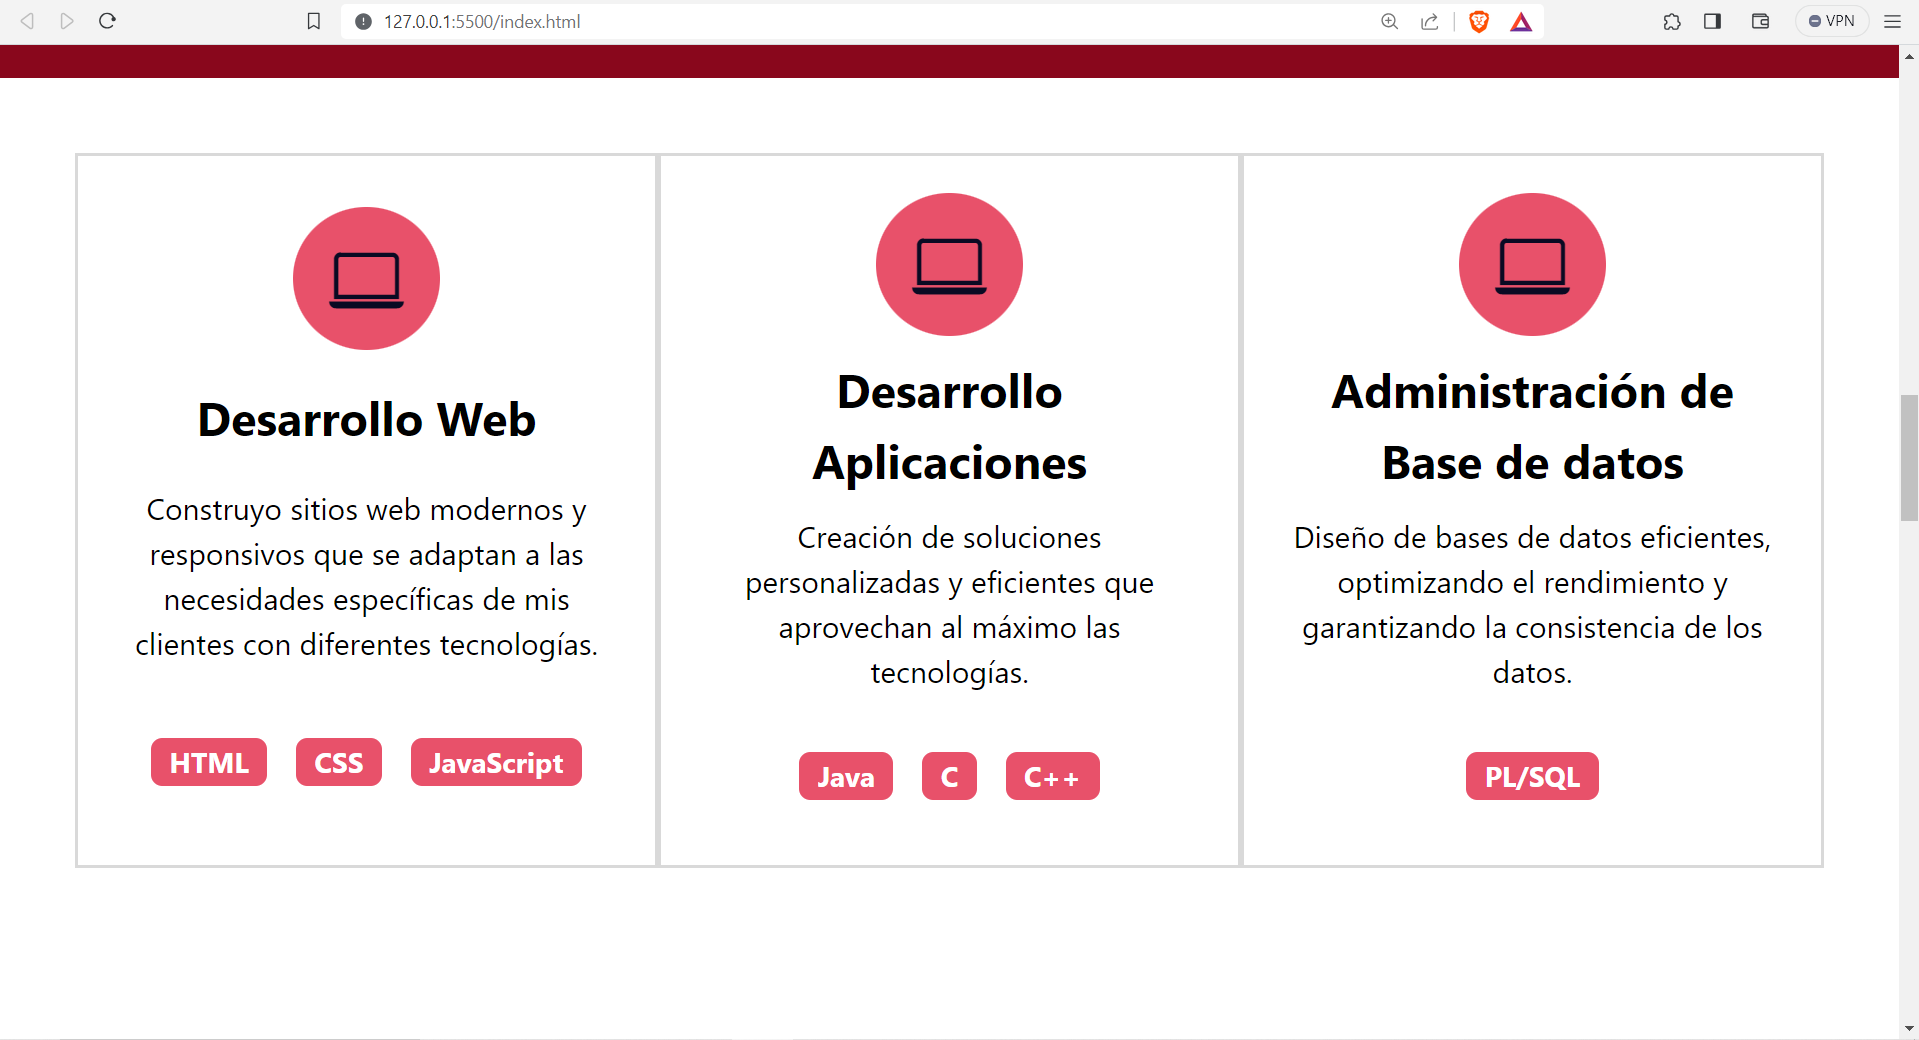 127.0.0.1:5500/index.html
VPN
Desarrollo Web
Construyo sitios web modernos y
responsivos que se adaptan a las
necesidades específicas de mis
clientes con diferentes tecnologías.
HTML CSS JavaScript
Desarrollo
Aplicaciones
Creación de soluciones
personalizadas y eficientes que
aprovechan al máximo las
tecnologías.
Java C C++
Administración de
Base de datos
Diseño de bases de datos eficientes,
optimizando el rendimiento y
garantizando la consistencia de los
datos.
PL/SQL